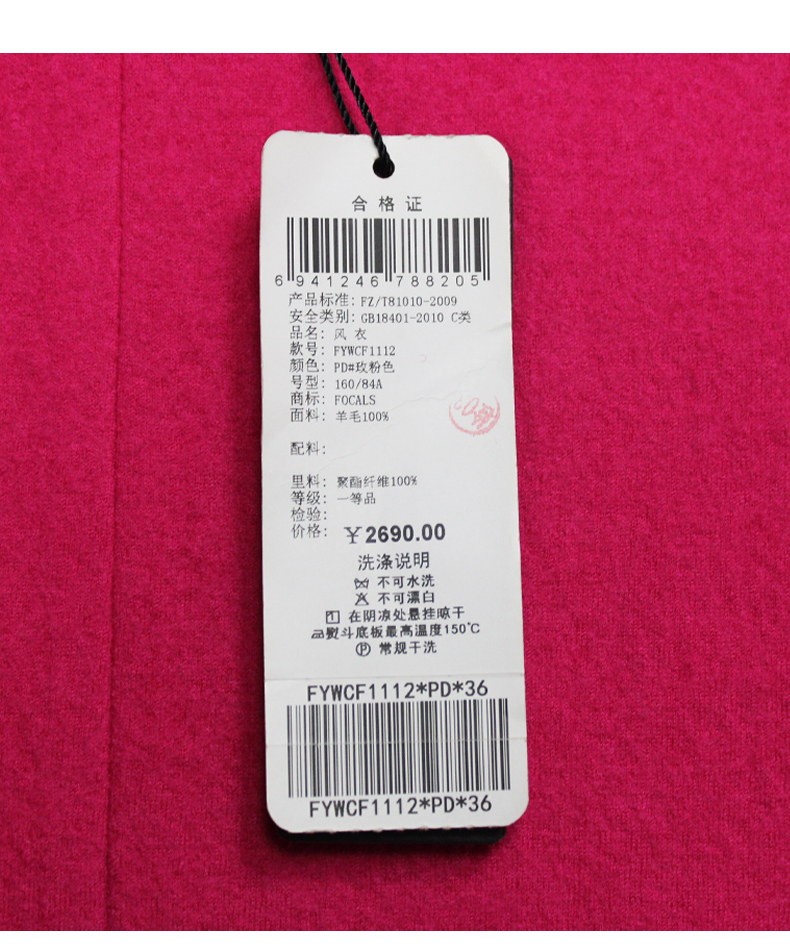 合格证
6 941246 788205
产品标准: FZ/T81010-2009
安全类别: GB18401-2010 C类
品名: 风 衣
款号: FYWCF1112
颜色: PD#玫粉色
号型: 160/84A
商标: FOCALS
面料: 羊毛100%
配料:
里料: 聚酯纤维100%
等级: 一等品
检验:
价格: ¥2690.00
洗涤说明
不可水洗
不可漂白
在阴凉处悬挂晾干
熨斗底板最高温度150℃
Ⓟ 常规干洗
FYWCF1112*PD*36
FYWCF1112*PD*36